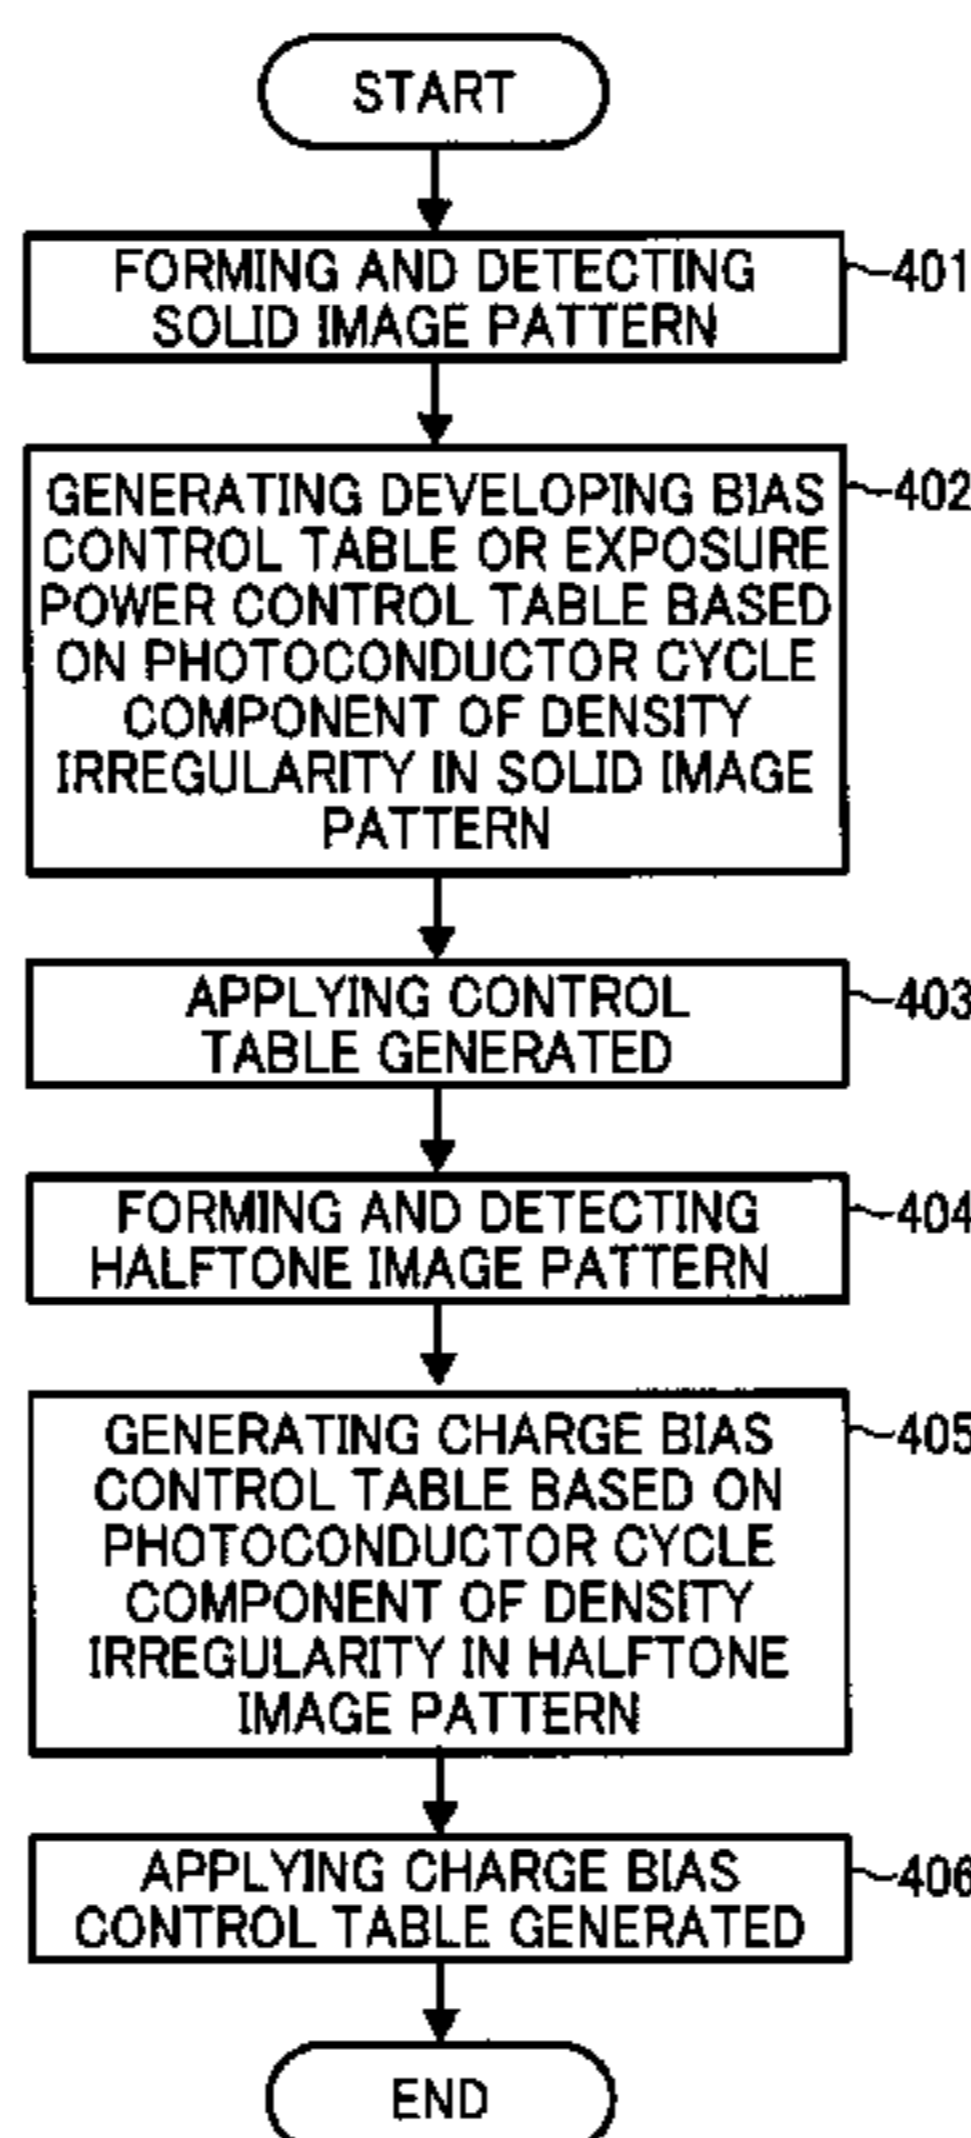 START
FORMING AND DETECTING
SOLID IMAGE PATTERN
401
GENERATING DEVELOPING BIAS
CONTROL TABLE OR EXPOSURE
POWER CONTROL TABLE BASED
ON PHOTOCONDUCTOR CYCLE
COMPONENT OF DENSITY
IRREGULARITY IN SOLID IMAGE
PATTERN
402
APPLYING CONTROL
TABLE GENERATED
403
FORMING AND DETECTING
HALFTONE IMAGE PATTERN
404
GENERATING CHARGE BIAS
CONTROL TABLE BASED ON
PHOTOCONDUCTOR CYCLE
COMPONENT OF DENSITY
IRREGULARITY IN HALFTONE
IMAGE PATTERN
405
APPLYING CHARGE BIAS
CONTROL TABLE GENERATED
406
END